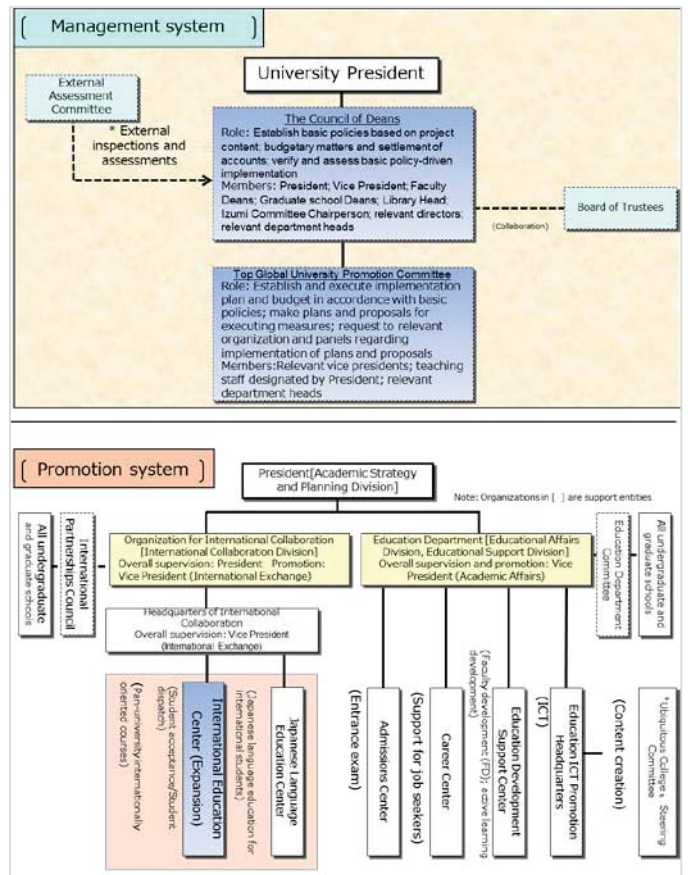 [ Management system ]
University President
External
Assessment
Committee
* External
inspections and
assessments
The Council of Deans
Role: Establish basic policies based on project
content; budgetary matters and settlement of
accounts; verify and assess basic policy-driven
implementation
Members: President; Vice President; Faculty
Deans; Graduate school Deans; Library Head;
Izumi Committee Chairperson; relevant directors;
relevant department heads
(Collaboration)
Board of Trustees
Top Global University Promotion Committee
Role: Establish and execute implementation
plan and budget in accordance with basic
policies; make plans and proposals for
executing measures; request to relevant
organization and panels regarding
implementation of plans and proposals
Members:Relevant vice presidents; teaching
staff designated by President; relevant
department heads
[ Promotion system ]
President[Academic Strategy
and Planning Division]
Note: Organizations in [ ] are support entities
All undergraduate
and graduate schools
International
Partnerships Council
Organization for International Collaboration
[International Collaboration Division]
Overall supervision: President Promotion:
Vice President (International Exchange)
Education Department [Educational Affairs
Division, Educational Support Division]
Overall supervision and promotion: Vice
President (Academic Affairs)
Education Department
Committee
All undergraduate and
graduate schools
Headquarters of International
Collaboration
Overall supervision: Vice President
(International Exchange)
(Pan-university internationally
oriented courses)
(Student acceptance/Student
dispatch)
International Education
Center (Expansion)
(Japanese language education for
international students)
Japanese Language
Education Center
(Entrance exam)
Admissions Center
(Support for job seekers)
Career Center
(Faculty development (FD); active learning
development)
Education Development
Support Center
(ICT)
Education ICT Promotion
Headquarters
(Content creation)
*Ubiquitous College, Steering
Committee